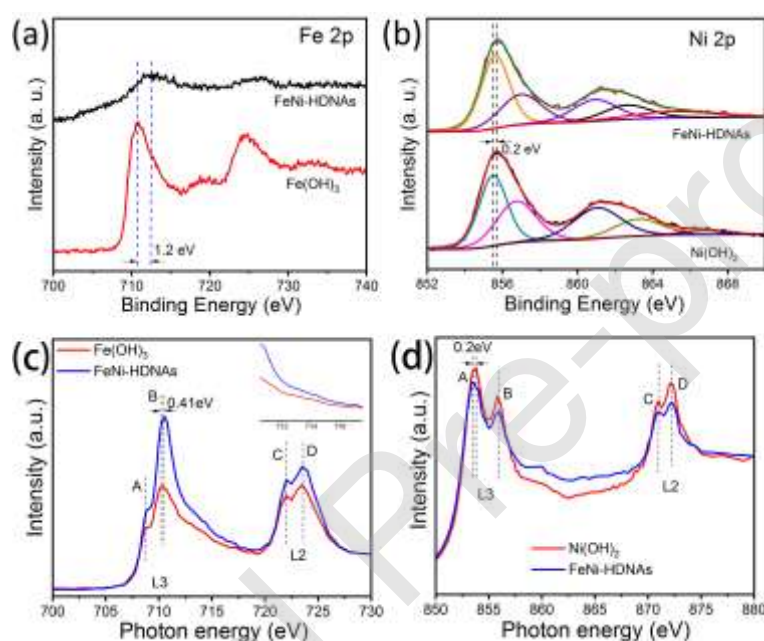 (a)
Fe 2p
FeNi-HDNAs
Fe(OH)₃
1.2 eV
Intensity (a. u.)
700 710 720 730 740
Binding Energy (eV)
(b)
Ni 2p
FeNi-HDNAs
0.2 eV
Ni(OH)₂
Intensity (a. u.)
852 856 860 864 868
Binding Energy (eV)
(c)
Fe(OH)₃
FeNi-HDNAs
B
0.41eV
A
C
D
L3
L2
Intensity (a.u.)
700 705 710 715 720 725 730
Photon energy (eV)
(d)
0.2eV
A
B
C
D
L3
L2
Ni(OH)₂
FeNi-HDNAs
Intensity (a.u.)
850 855 860 865 870 875 880
Photon energy (eV)
Pre-pro